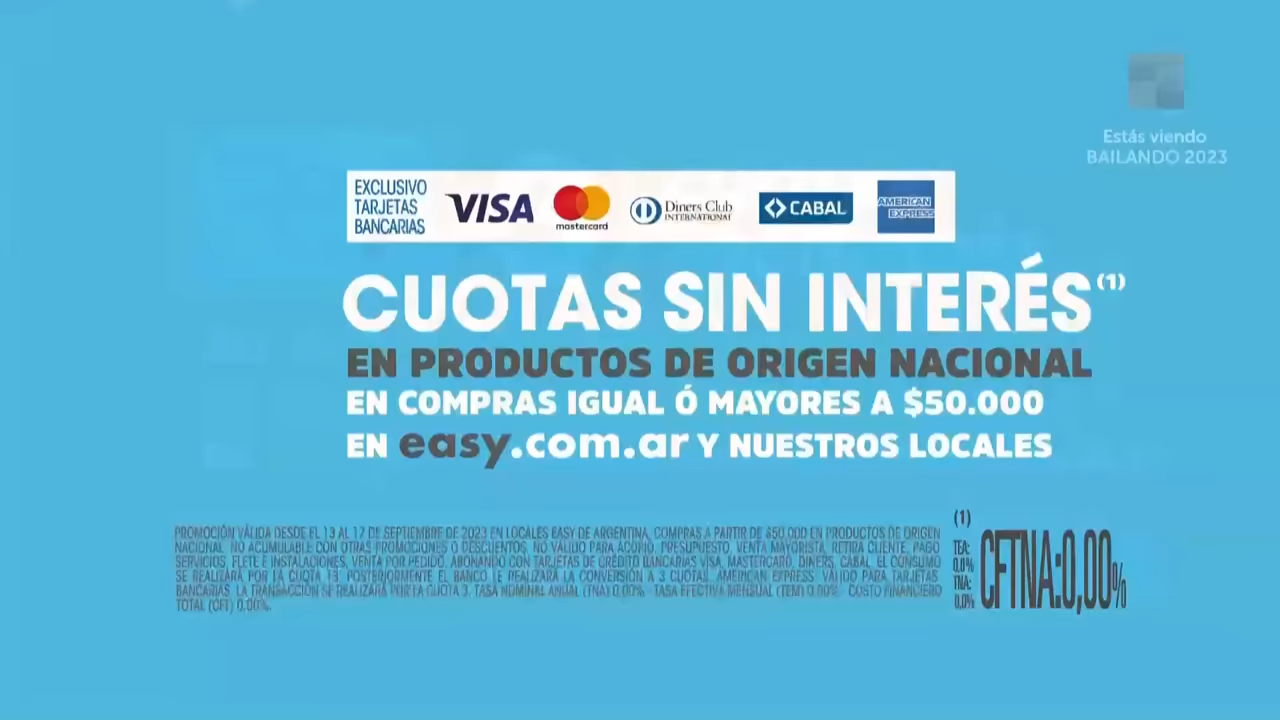 Estás viendo
BAILANDO 2023
EXCLUSIVO
TARJETAS
BANCARIAS
VISA
mastercard
Diners Club
INTERNATIONAL
CABAL
AMERICAN
EXPRESS
CUOTAS SIN INTERÉS(1)
EN PRODUCTOS DE ORIGEN NACIONAL
EN COMPRAS IGUAL Ó MAYORES A $50.000
EN easy.com.ar Y NUESTROS LOCALES
PROMOCIÓN VÁLIDA DESDE EL 13 AL 17 DE SEPTIEMBRE DE 2023 EN LOCALES EASY DE ARGENTINA, COMPRAS A PARTIR DE $50.000 EN PRODUCTOS DE ORIGEN
NACIONAL. NO ACUMULABLE CON OTRAS PROMOCIONES O DESCUENTOS. NO VÁLIDO PARA ACOPIO, PRESUPUESTO, VENTA MAYORISTA, RETIRA CLIENTE, PAGO
SERVICIOS, FLETE E INSTALACIONES, VENTA POR PEDIDO. ABONANDO CON TARJETAS DE CRÉDITO BANCARIAS VISA, MASTERCARD, DINERS, CABAL, EL CONSUMO
SE REALIZARÁ POR LA CUOTA 13, POSTERIORMENTE EL BANCO LE REALIZARÁ LA CONVERSIÓN A 3 CUOTAS. AMERICAN EXPRESS: VÁLIDO PARA TARJETAS
BANCARIAS, LA TRANSACCIÓN SE REALIZARÁ POR LA CUOTA 3. TASA NOMINAL ANUAL (TNA) 0.00% - TASA EFECTIVA MENSUAL (TEM) 0.00% - COSTO FINANCIERO
TOTAL (CFT) 0.00%.
(1)
TEA:
0.0%
TNA:
0.0%
CFTNA:0,00%